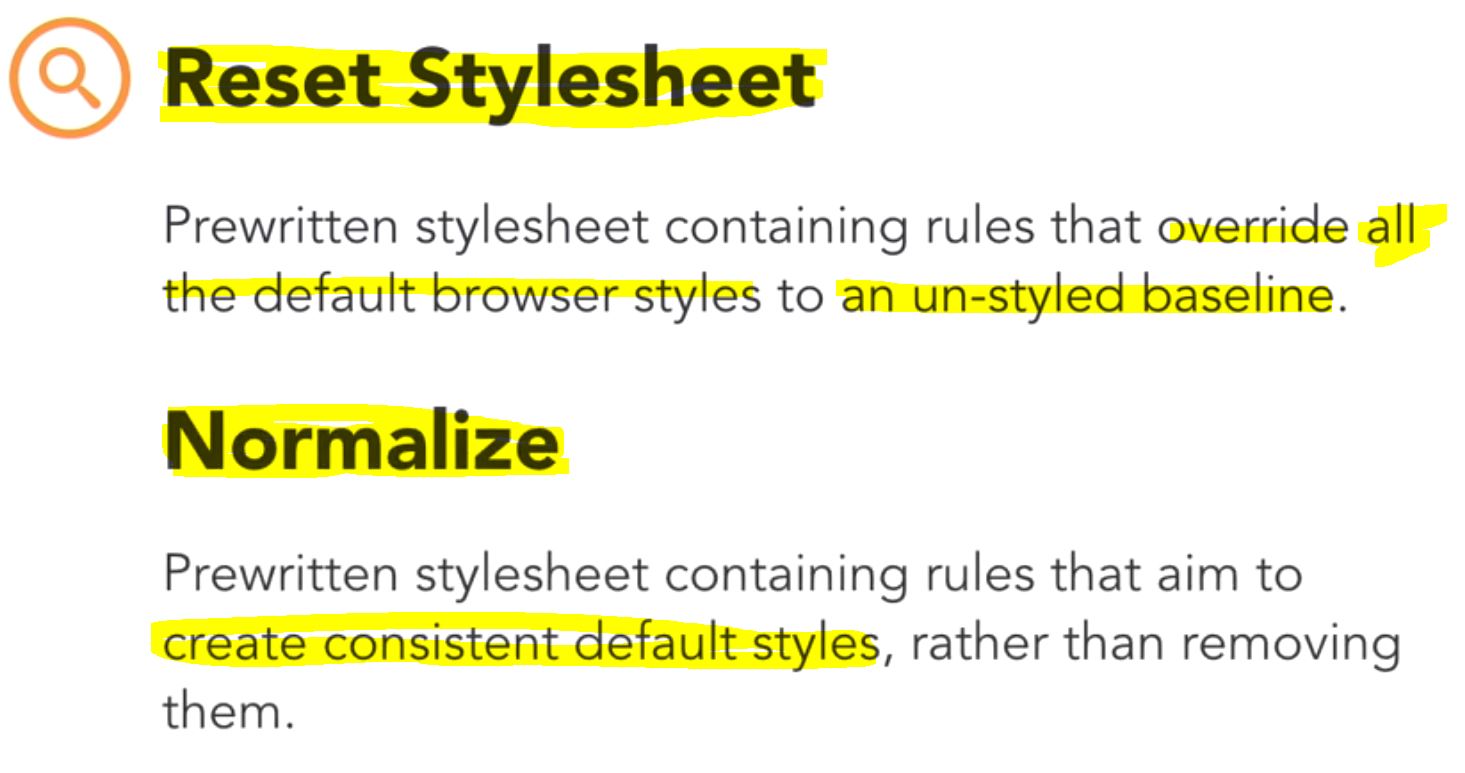 Reset Stylesheet
Prewritten stylesheet containing rules that override all
the default browser styles to an un-styled baseline.
Normalize
Prewritten stylesheet containing rules that aim to
create consistent default styles, rather than removing
them.